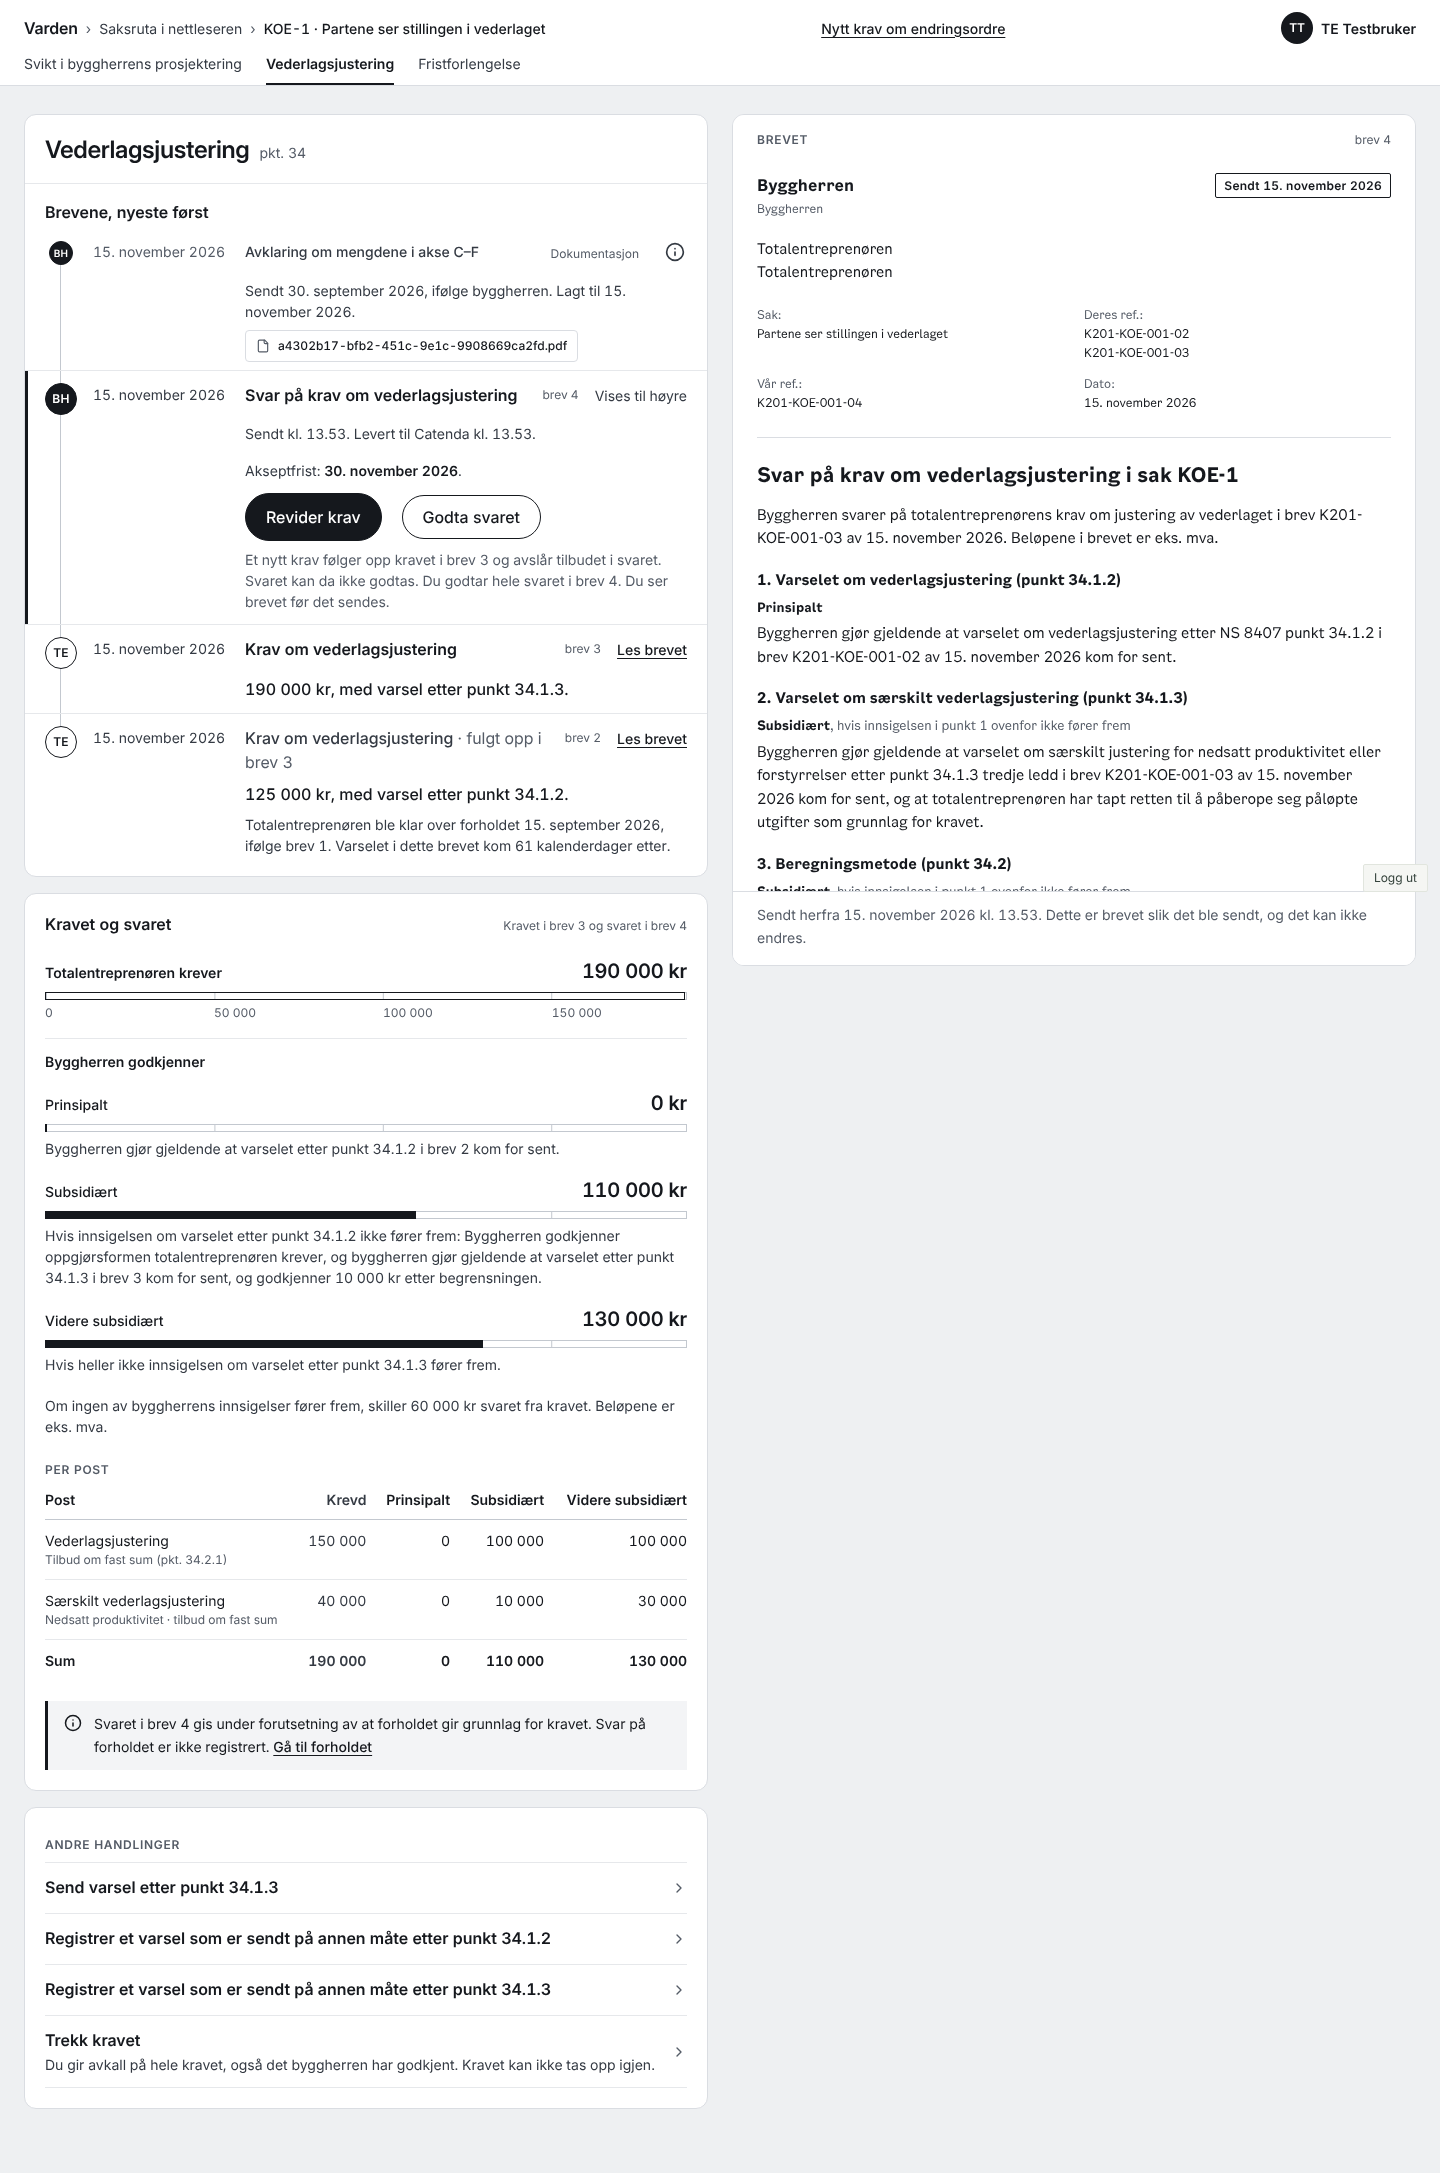 Varden › Saksruta i nettleseren › KOE-1 · Partene ser stillingen i vederlaget
Nytt krav om endringsordre
TT TE Testbruker
Svikt i byggherrens prosjektering
Vederlagsjustering
Fristforlengelse
Vederlagsjustering pkt. 34
Brevene, nyeste først
BH 15. november 2026 Avklaring om mengdene i akse C–F Dokumentasjon
Sendt 30. september 2026, ifølge byggherren. Lagt til 15.
november 2026.
a4302b17-bfb2-451c-9e1c-9908669ca2fd.pdf
BH 15. november 2026 Svar på krav om vederlagsjustering brev 4 Vises til høyre
Sendt kl. 13.53. Levert til Catenda kl. 13.53.
Akseptfrist: 30. november 2026.
Revider krav
Godta svaret
Et nytt krav følger opp kravet i brev 3 og avslår tilbudet i svaret.
Svaret kan da ikke godtas. Du godtar hele svaret i brev 4. Du ser
brevet før det sendes.
TE 15. november 2026 Krav om vederlagsjustering brev 3 Les brevet
190 000 kr, med varsel etter punkt 34.1.3.
TE 15. november 2026 Krav om vederlagsjustering · fulgt opp i brev 2 Les brevet
brev 3
125 000 kr, med varsel etter punkt 34.1.2.
Totalentreprenøren ble klar over forholdet 15. september 2026,
ifølge brev 1. Varselet i dette brevet kom 61 kalenderdager etter.
Kravet og svaret Kravet i brev 3 og svaret i brev 4
Totalentreprenøren krever 190 000 kr
0 50 000 100 000 150 000
Byggherren godkjenner
Prinsipalt 0 kr
Byggherren gjør gjeldende at varselet etter punkt 34.1.2 i brev 2 kom for sent.
Subsidiært 110 000 kr
Hvis innsigelsen om varselet etter punkt 34.1.2 ikke fører frem: Byggherren godkjenner
oppgjørsformen totalentreprenøren krever, og byggherren gjør gjeldende at varselet etter punkt
34.1.3 i brev 3 kom for sent, og godkjenner 10 000 kr etter begrensningen.
Videre subsidiært 130 000 kr
Hvis heller ikke innsigelsen om varselet etter punkt 34.1.3 fører frem.
Om ingen av byggherrens innsigelser fører frem, skiller 60 000 kr svaret fra kravet. Beløpene er
eks. mva.
PER POST
Post Krevd Prinsipalt Subsidiært Videre subsidiært
Vederlagsjustering 150 000 0 100 000 100 000
Tilbud om fast sum (pkt. 34.2.1)
Særskilt vederlagsjustering 40 000 0 10 000 30 000
Nedsatt produktivitet · tilbud om fast sum
Sum 190 000 0 110 000 130 000
Svaret i brev 4 gis under forutsetning av at forholdet gir grunnlag for kravet. Svar på
forholdet er ikke registrert. Gå til forholdet
ANDRE HANDLINGER
Send varsel etter punkt 34.1.3
Registrer et varsel som er sendt på annen måte etter punkt 34.1.2
Registrer et varsel som er sendt på annen måte etter punkt 34.1.3
Trekk kravet
Du gir avkall på hele kravet, også det byggherren har godkjent. Kravet kan ikke tas opp igjen.
BREVET brev 4
Byggherren Sendt 15. november 2026
Byggherren
Totalentreprenøren
Totalentreprenøren
Sak: Deres ref.:
Partene ser stillingen i vederlaget K201-KOE-001-02
K201-KOE-001-03
Vår ref.: Dato:
K201-KOE-001-04 15. november 2026
Svar på krav om vederlagsjustering i sak KOE-1
Byggherren svarer på totalentreprenørens krav om justering av vederlaget i brev K201-
KOE-001-03 av 15. november 2026. Beløpene i brevet er eks. mva.
1. Varselet om vederlagsjustering (punkt 34.1.2)
Prinsipalt
Byggherren gjør gjeldende at varselet om vederlagsjustering etter NS 8407 punkt 34.1.2 i
brev K201-KOE-001-02 av 15. november 2026 kom for sent.
2. Varselet om særskilt vederlagsjustering (punkt 34.1.3)
Subsidiært, hvis innsigelsen i punkt 1 ovenfor ikke fører frem
Byggherren gjør gjeldende at varselet om særskilt justering for nedsatt produktivitet eller
forstyrrelser etter punkt 34.1.3 tredje ledd i brev K201-KOE-001-03 av 15. november
2026 kom for sent, og at totalentreprenøren har tapt retten til å påberope seg påløpte
utgifter som grunnlag for kravet.
3. Beregningsmetode (punkt 34.2)
Subsidiært, hvis innsigelsen i punkt 1 ovenfor ikke fører frem
Logg ut
Sendt herfra 15. november 2026 kl. 13.53. Dette er brevet slik det ble sendt, og det kan ikke
endres.